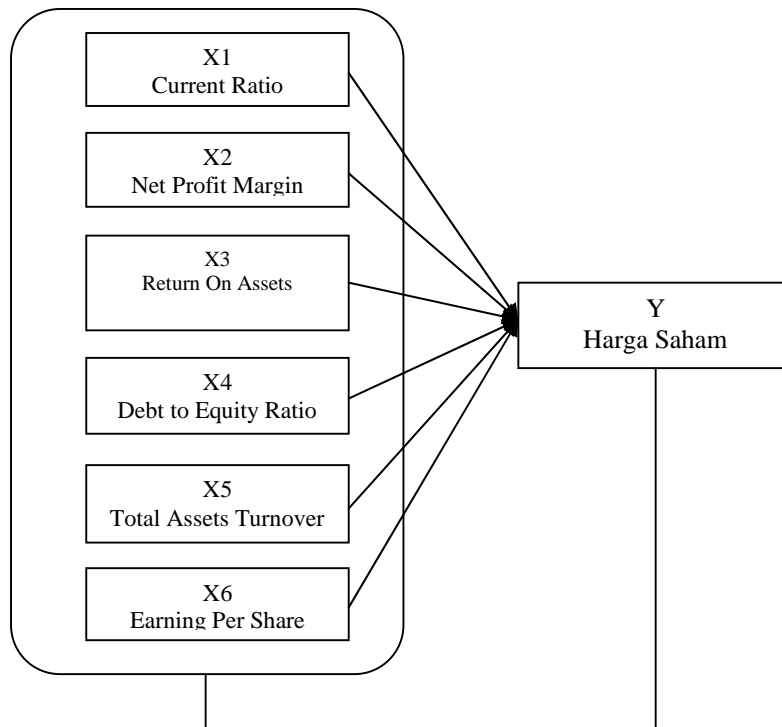 X1
Current Ratio
X2
Net Profit Margin
X3
Return On Assets
Y
Harga Saham
X4
Debt to Equity Ratio
X5
Total Assets Turnover
X6
Earning Per Share